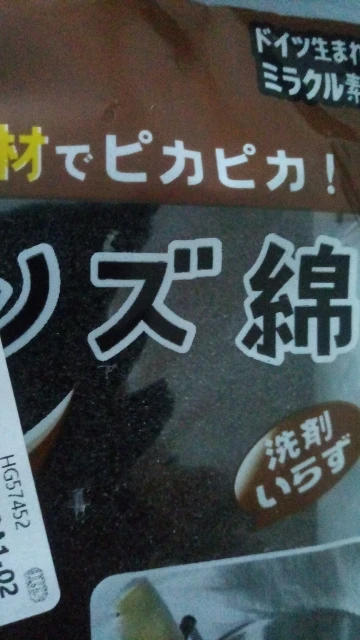 ドイツ生まれ
ミラクル素
材でピカピカ！
ンズ綿
洗剤
いらず
HG57452